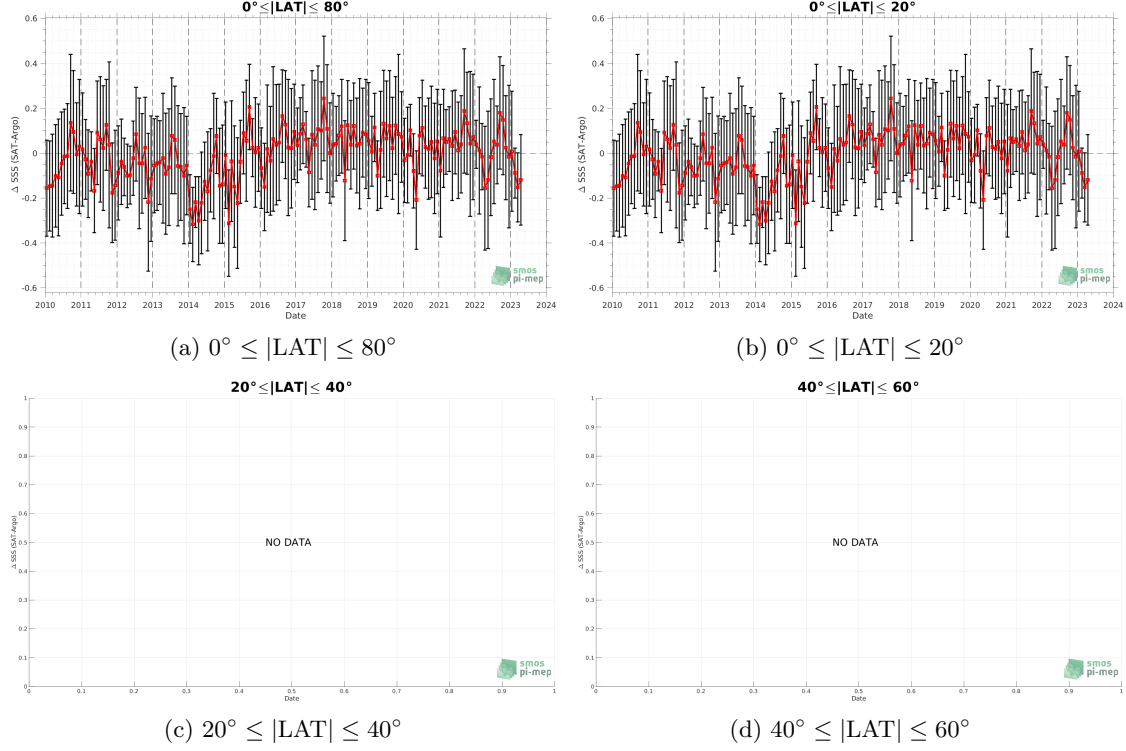 0°≤|LAT|≤ 80°
0.6
0.4
0.2
0
-0.2
-0.4
-0.6
Δ SSS (SAT-Argo)
2010 2011 2012 2013 2014 2015 2016 2017 2018 2019 2020 2021 2022 2023 2024
Date
smos
pi-mep
(a) 0° ≤ |LAT| ≤ 80°
0°≤|LAT|≤ 20°
0.6
0.4
0.2
0
-0.2
-0.4
-0.6
Δ SSS (SAT-Argo)
2010 2011 2012 2013 2014 2015 2016 2017 2018 2019 2020 2021 2022 2023 2024
Date
smos
pi-mep
(b) 0° ≤ |LAT| ≤ 20°
20°≤|LAT|≤ 40°
1
0.9
0.8
0.7
0.6
0.5
0.4
0.3
0.2
0.1
0
Δ SSS (SAT-Argo)
NO DATA
0 0.1 0.2 0.3 0.4 0.5 0.6 0.7 0.8 0.9 1
Date
smos
pi-mep
(c) 20° ≤ |LAT| ≤ 40°
40°≤|LAT|≤ 60°
1
0.9
0.8
0.7
0.6
0.5
0.4
0.3
0.2
0.1
0
Δ SSS (SAT-Argo)
NO DATA
0 0.1 0.2 0.3 0.4 0.5 0.6 0.7 0.8 0.9 1
Date
smos
pi-mep
(d) 40° ≤ |LAT| ≤ 60°